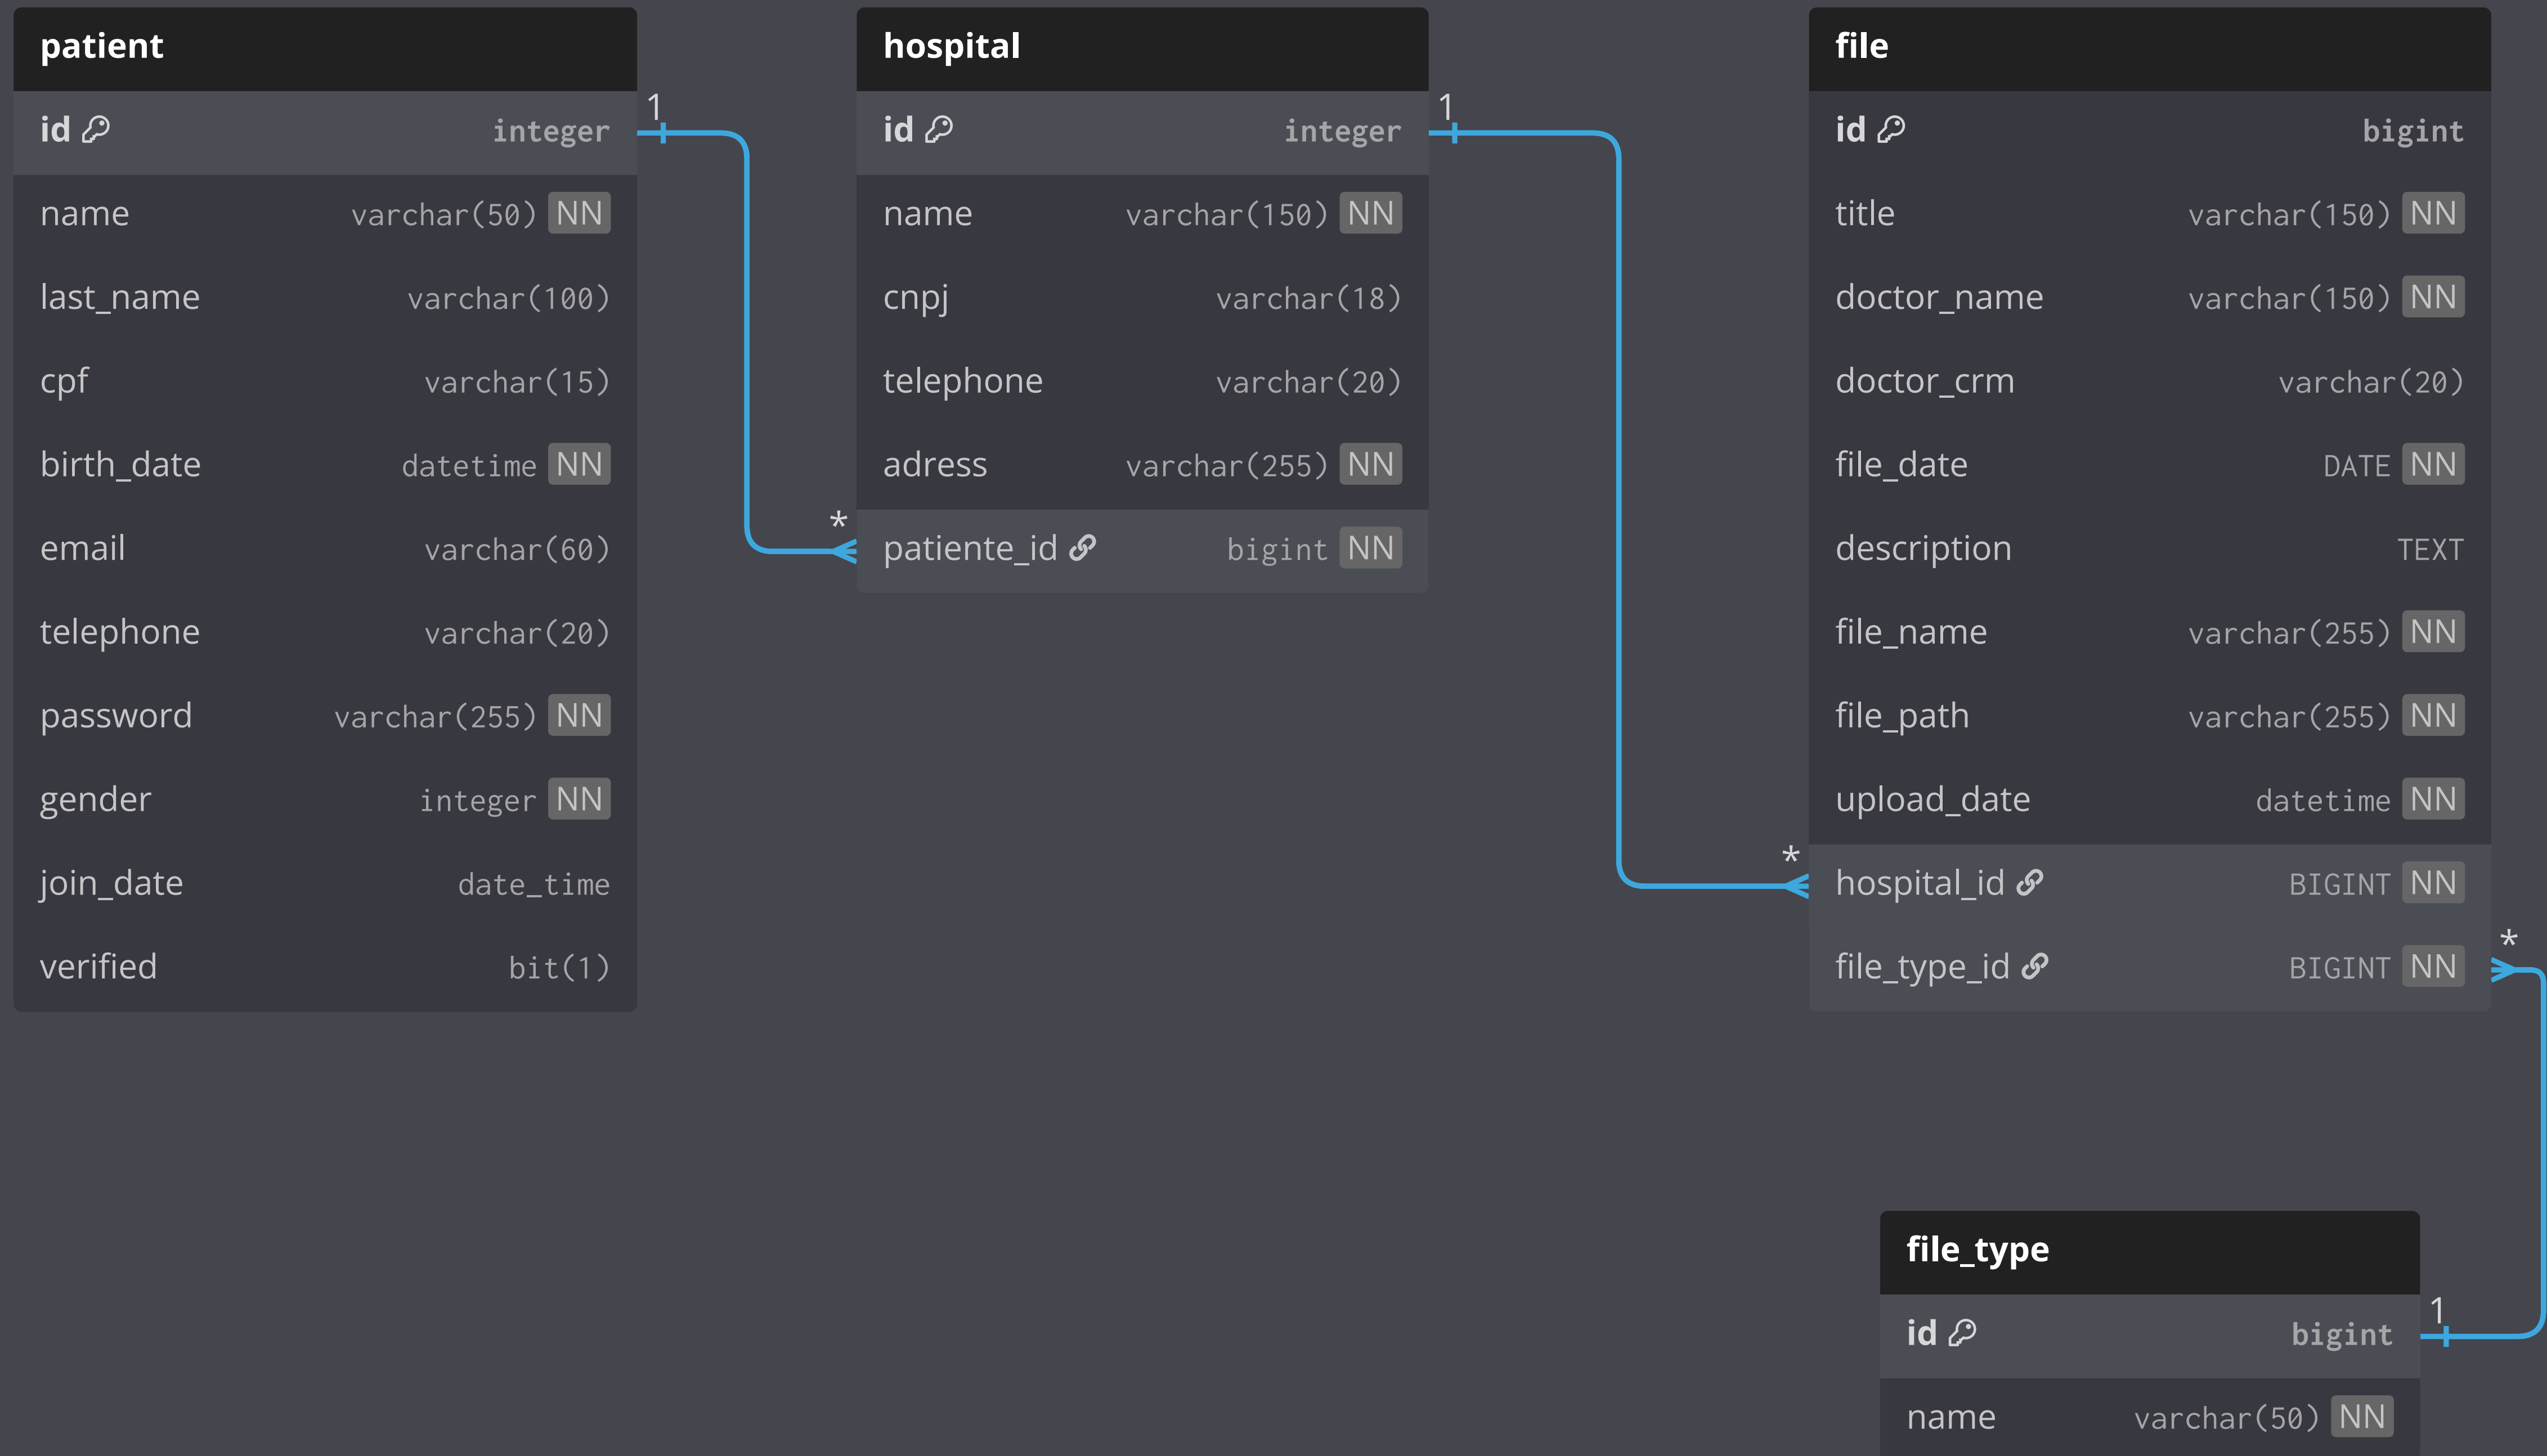 patient
id integer
name varchar(50) NN
last_name varchar(100)
cpf varchar(15)
birth_date datetime NN
email varchar(60)
telephone varchar(20)
password varchar(255) NN
gender integer NN
join_date date_time
verified bit(1)
1
*
hospital
id integer
name varchar(150) NN
cnpj varchar(18)
telephone varchar(20)
adress varchar(255) NN
patiente_id bigint NN
1
*
file
id bigint
title varchar(150) NN
doctor_name varchar(150) NN
doctor_crm varchar(20)
file_date DATE NN
description TEXT
file_name varchar(255) NN
file_path varchar(255) NN
upload_date datetime NN
hospital_id BIGINT NN
file_type_id BIGINT NN
*
file_type
id bigint
1
name varchar(50) NN